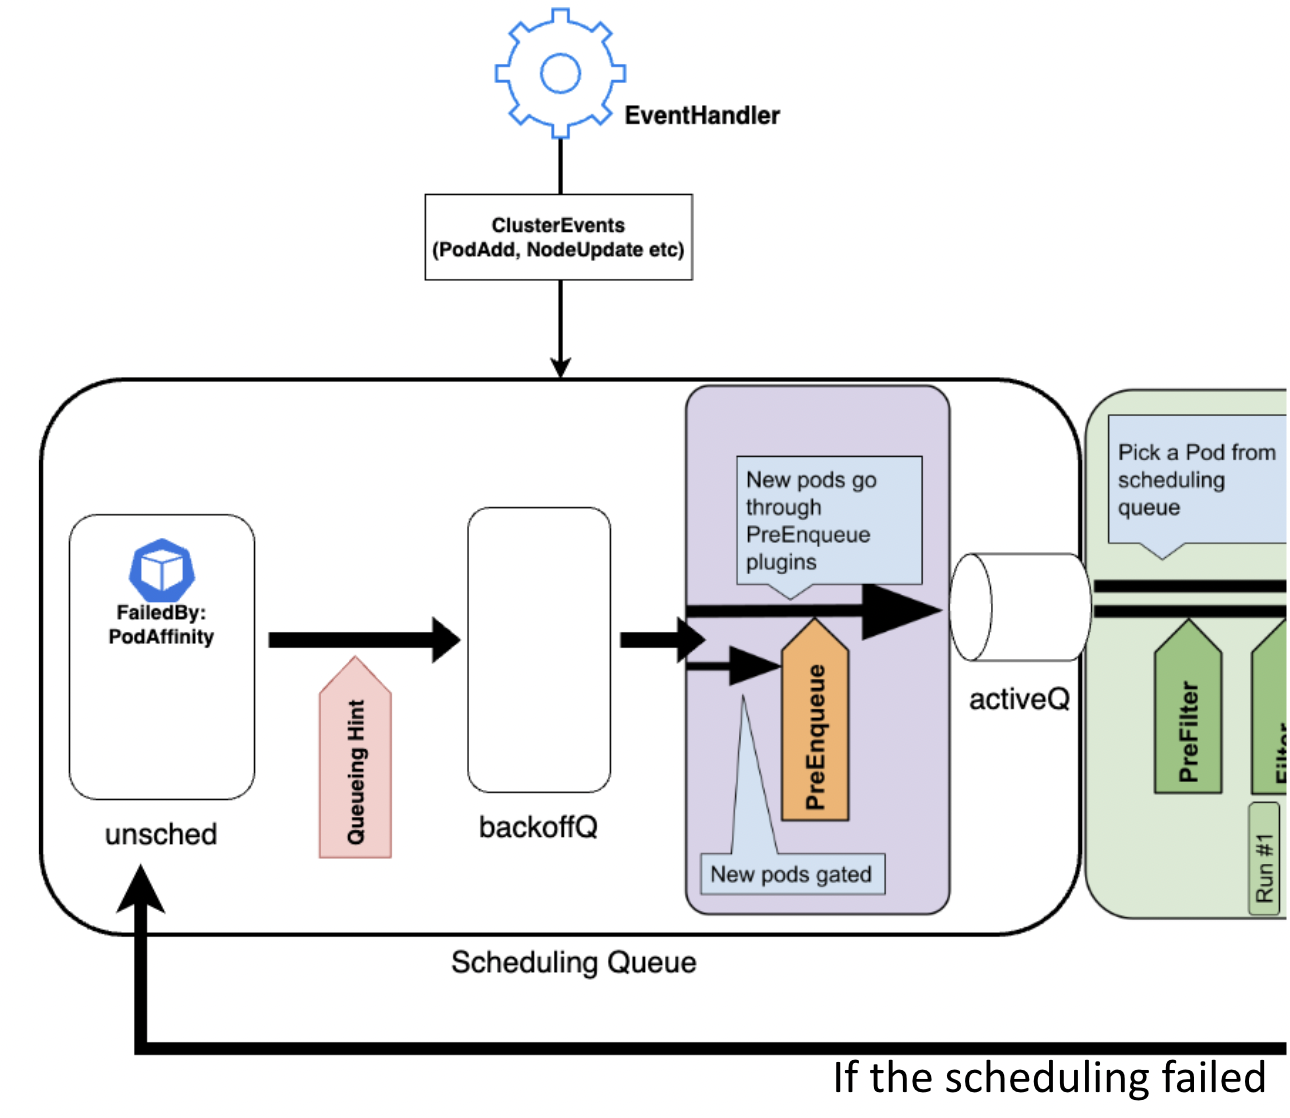 EventHandler
ClusterEvents
(PodAdd, NodeUpdate etc)
New pods go
through
PreEnqueue
plugins
Pick a Pod from
scheduling
queue
FailedBy:
PodAffinity
Queueing Hint
PreEnqueue
activeQ
PreFilter
Filter
unsched
backoffQ
New pods gated
Run #1
Scheduling Queue
If the scheduling failed